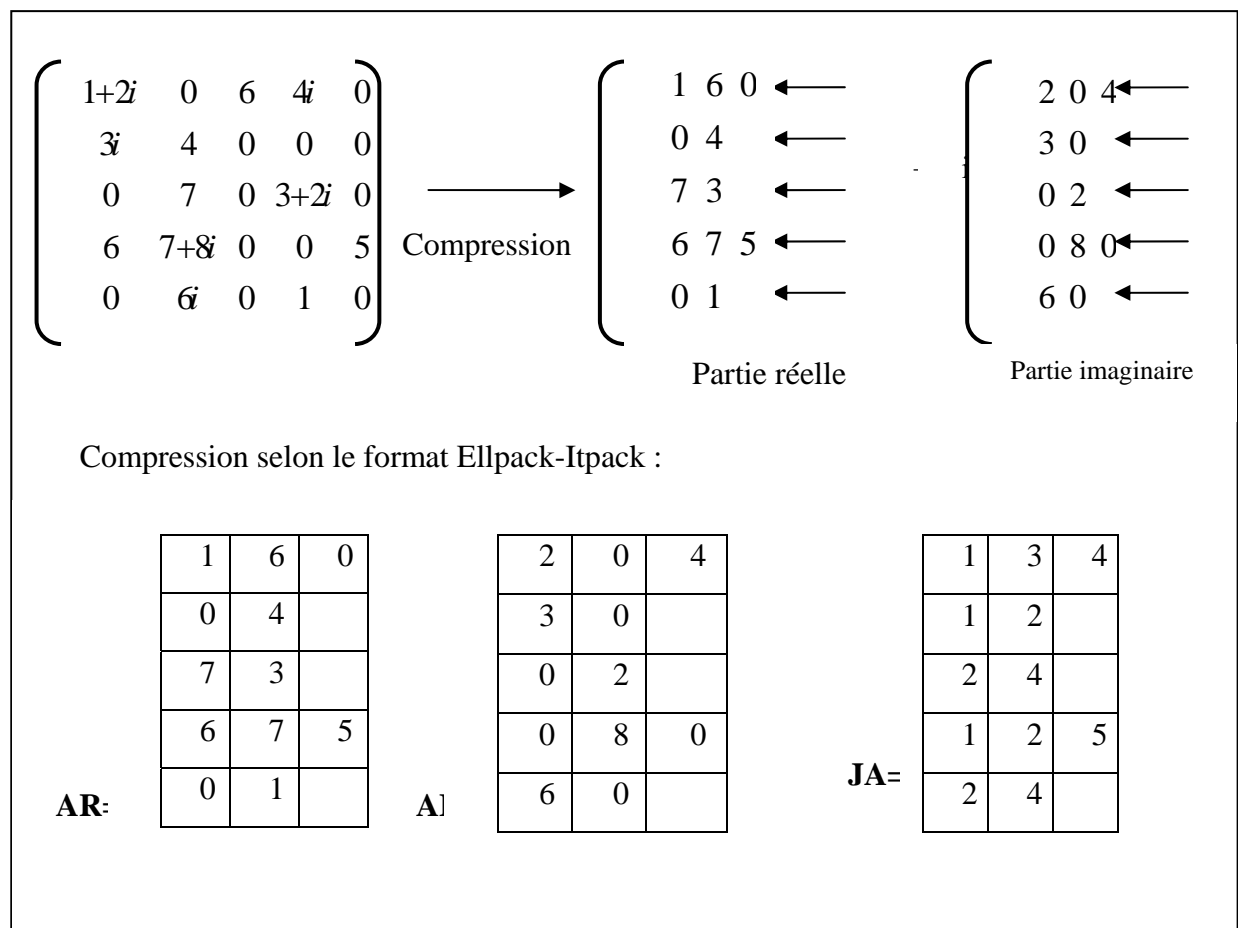 1+2i 0 6 4i 0
3i 4 0 0 0
0 7 0 3+2i 0
6 7+8i 0 0 5
0 6i 0 1 0
Compression
1 6 0
0 4
7 3
6 7 5
0 1
Partie réelle
2 0 4
3 0
0 2
0 8 0
6 0
Partie imaginaire
Compression selon le format Ellpack-Itpack :
AR=
1 6 0
0 4
7 3
6 7 5
0 1
2 0 4
3 0
0 2
0 8 0
6 0
JA=
1 3 4
1 2
2 4
1 2 5
2 4